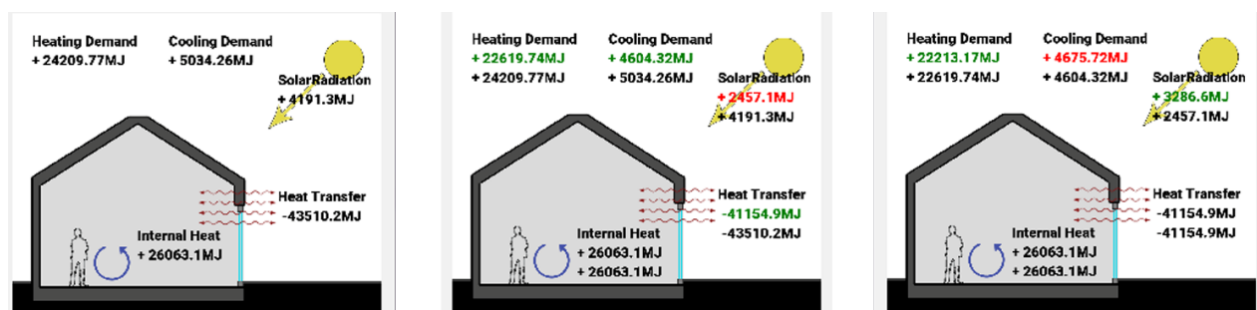 Heating Demand
+ 24209.77MJ
Cooling Demand
+ 5034.26MJ
SolarRadiation
+ 4191.3MJ
Heat Transfer
-43510.2MJ
Internal Heat
+ 26063.1MJ
Heating Demand
+ 22619.74MJ
+ 24209.77MJ
Cooling Demand
+ 4604.32MJ
+ 5034.26MJ
SolarRadiation
+ 2457.1MJ
+ 4191.3MJ
Heat Transfer
-41154.9MJ
-43510.2MJ
Internal Heat
+ 26063.1MJ
+ 26063.1MJ
Heating Demand
+ 22213.17MJ
+ 22619.74MJ
Cooling Demand
+ 4675.72MJ
+ 4604.32MJ
SolarRadiation
+ 3286.6MJ
+ 2457.1MJ
Heat Transfer
-41154.9MJ
-41154.9MJ
Internal Heat
+ 26063.1MJ
+ 26063.1MJ